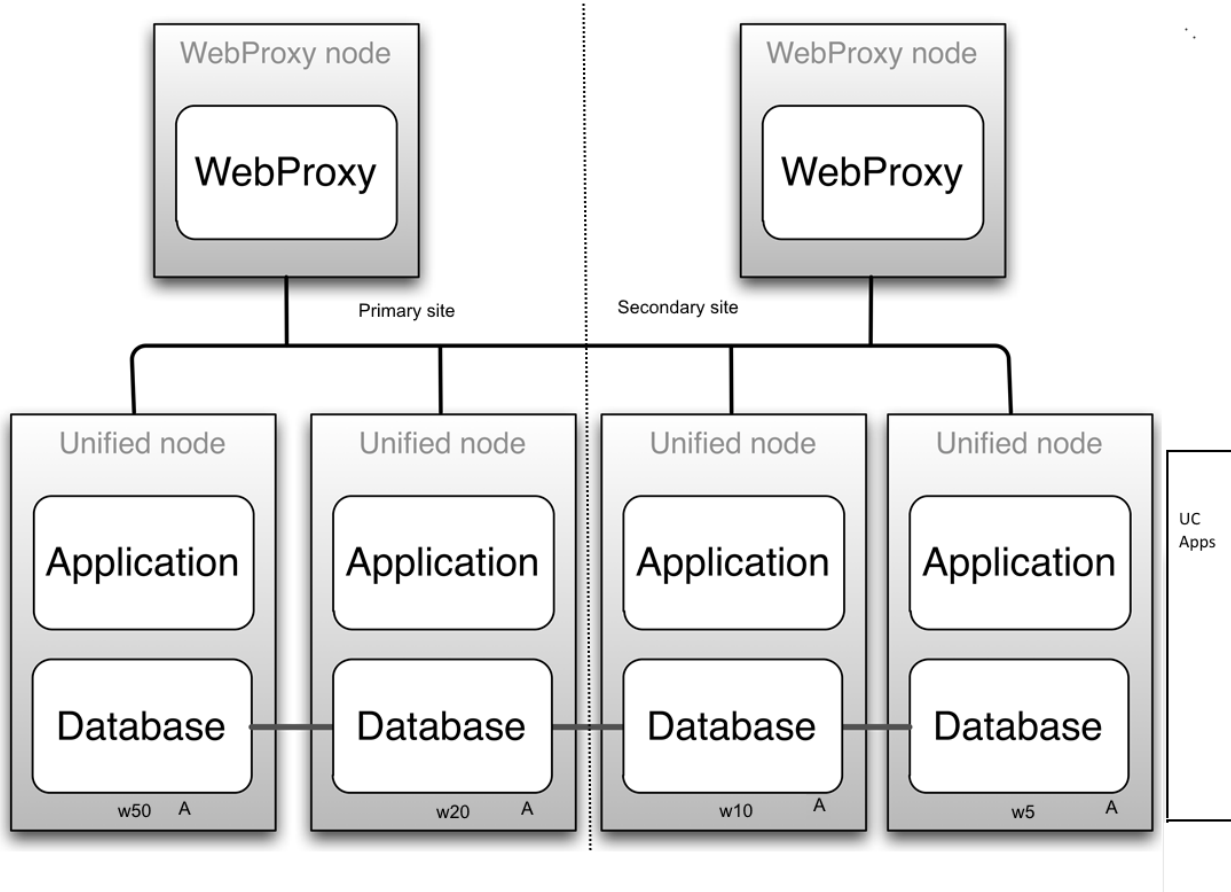 WebProxy node
WebProxy node
WebProxy
WebProxy
Primary site
Secondary site
Unified node
Unified node
Unified node
Unified node
Application
Application
Application
Application
UC
Apps
Database
Database
Database
Database
w50 A
w20 A
w10 A
w5 A